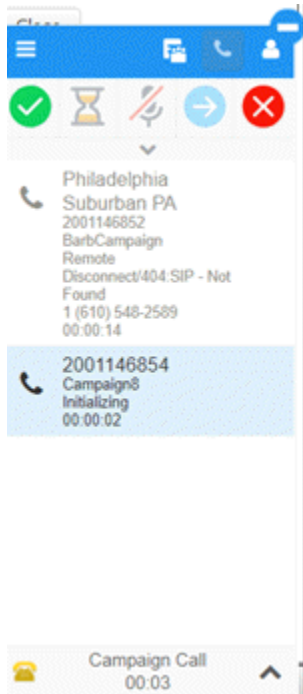 Close
Philadelphia
Suburban PA
2001146852
BarbCampaign
Remote
Disconnect/404:SIP - Not
Found
1 (610) 548-2589
00:00:14
2001146854
Campaign8
Initializing
00:00:02
Campaign Call
00:03